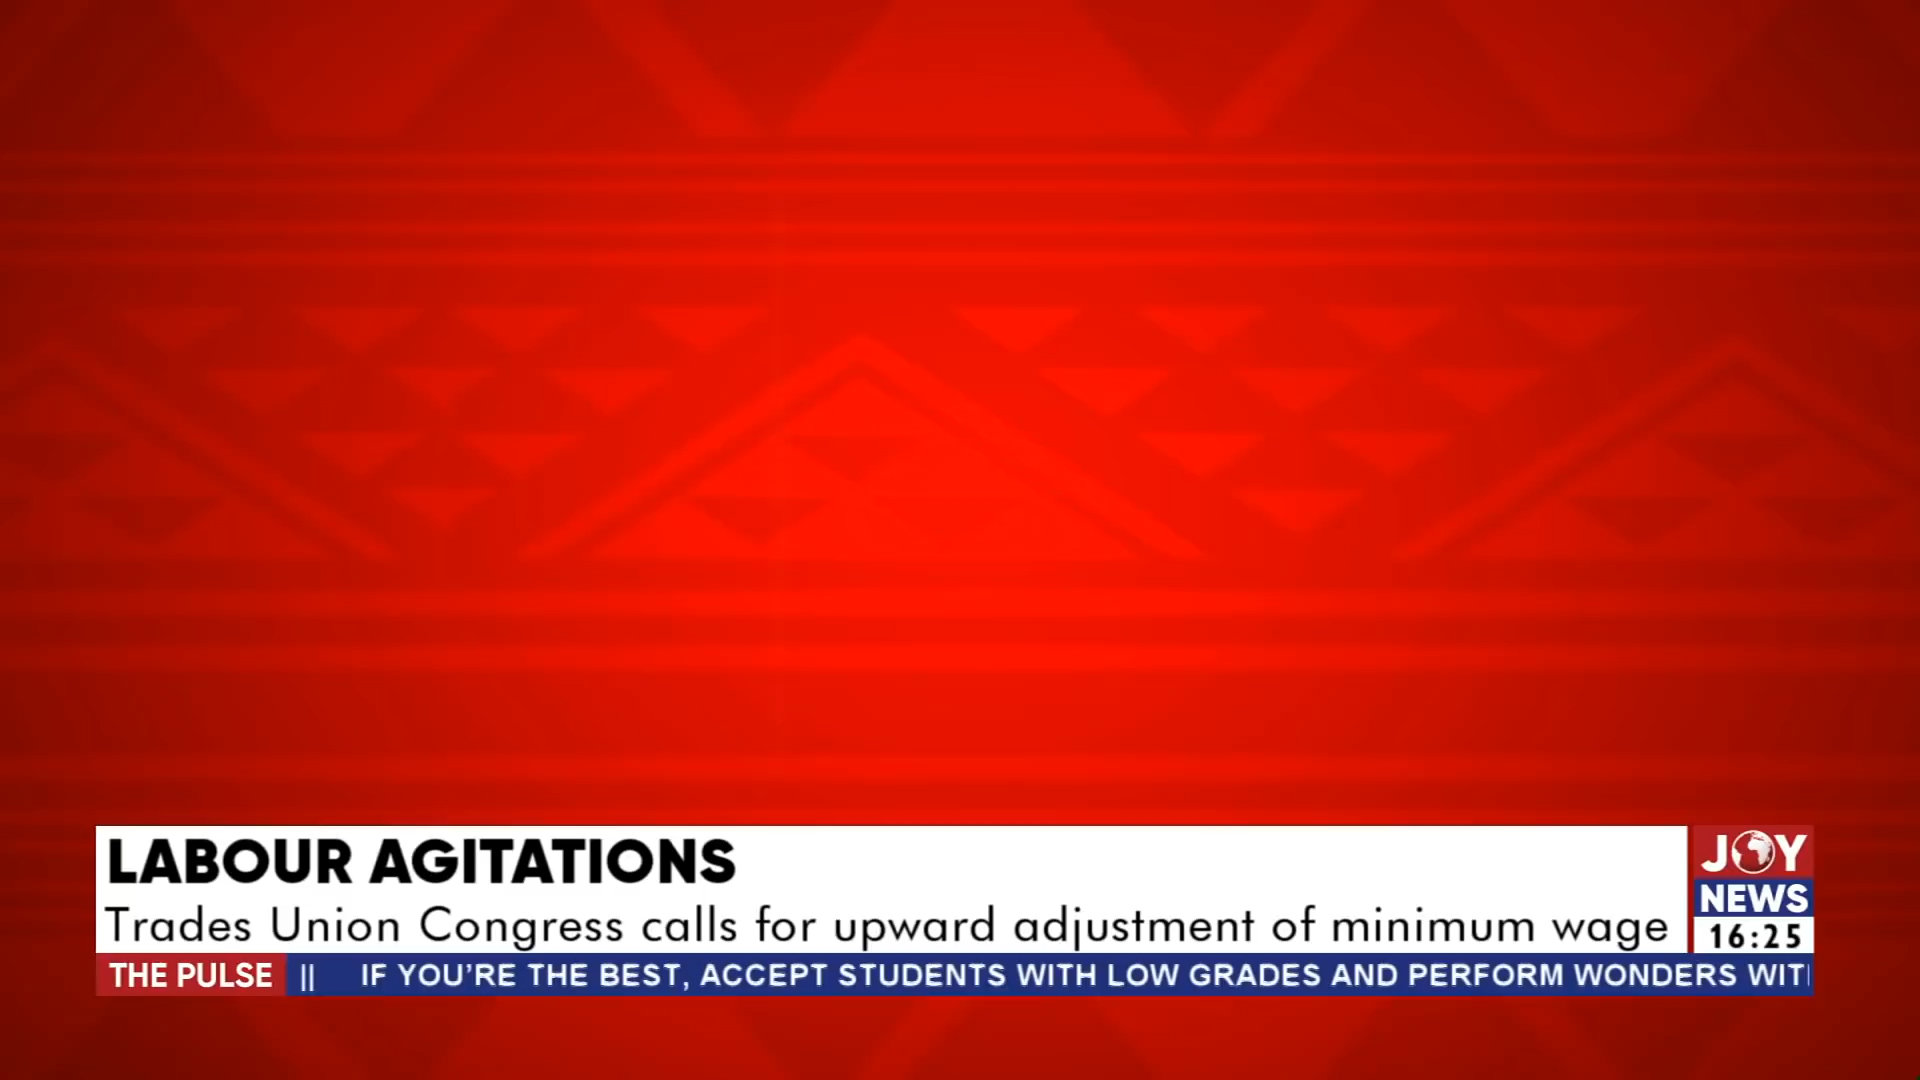 LABOUR AGITATIONS
Trades Union Congress calls for upward adjustment of minimum wage
JOY
NEWS
16:25
THE PULSE || IF YOU'RE THE BEST, ACCEPT STUDENTS WITH LOW GRADES AND PERFORM WONDERS WIT